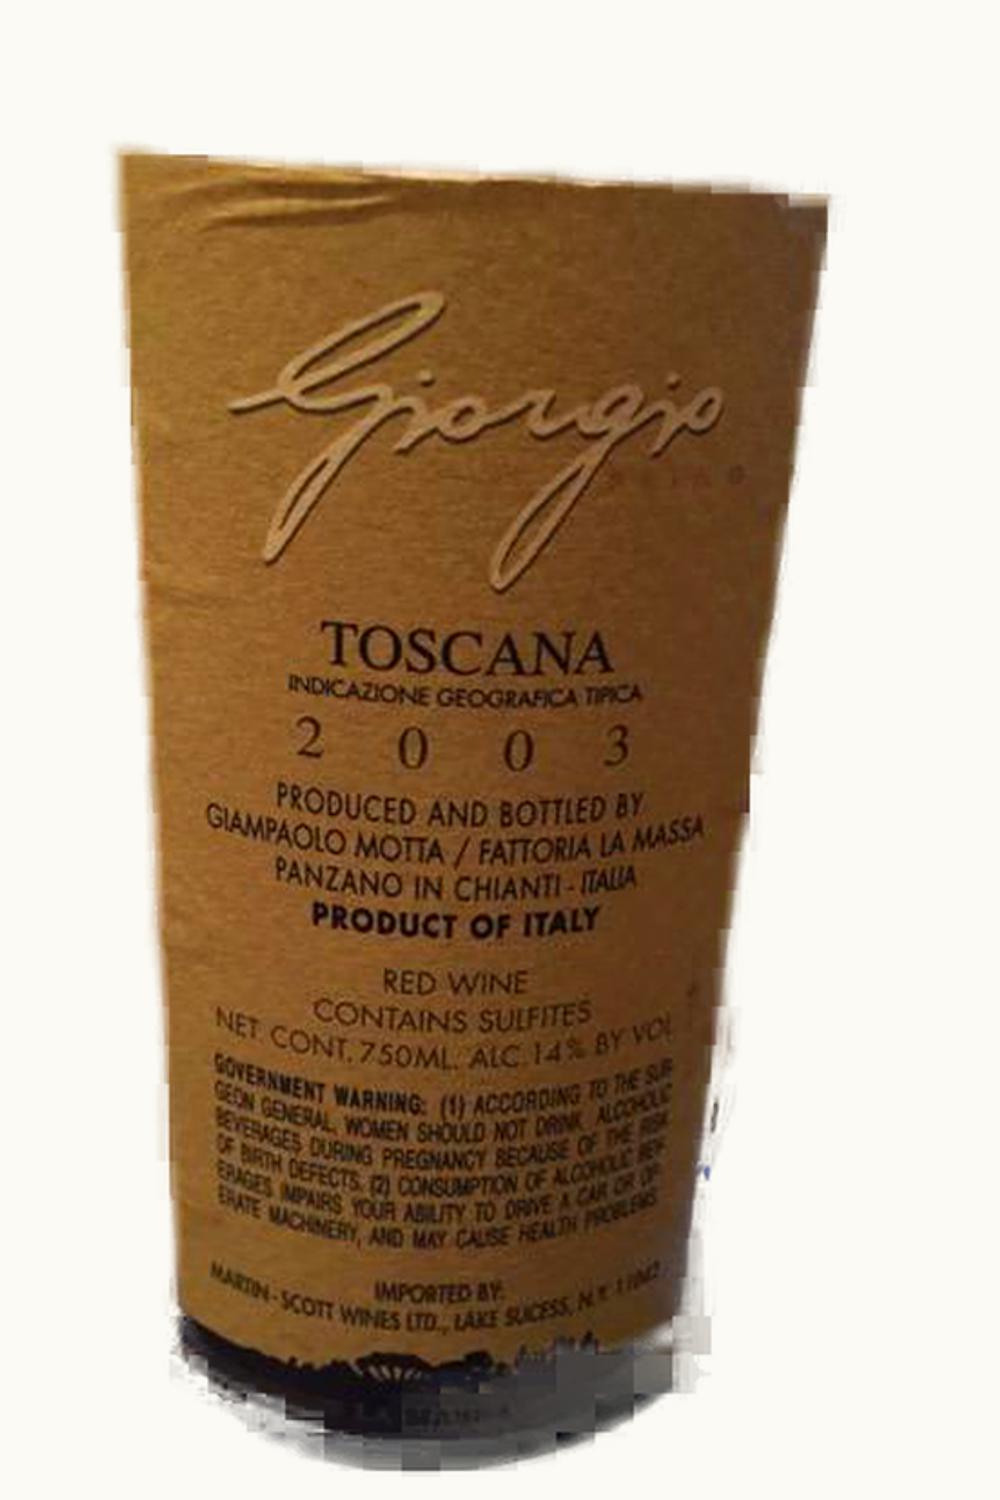 Giorgio
TOSCANA
INDICAZIONE GEOGRAFICA TIPICA
2 0 0 3
PRODUCED AND BOTTLED BY
GIAMPAOLO MOTTA / FATTORIA LA MASSA
PANZANO IN CHIANTI - ITALIA
PRODUCT OF ITALY
RED WINE
CONTAINS SULFITES
NET CONT. 750ML. ALC. 14% BY VOL
GOVERNMENT WARNING: (1) ACCORDING TO THE SUR-
GEON GENERAL, WOMEN SHOULD NOT DRINK ALCOHOLIC
BEVERAGES DURING PREGNANCY BECAUSE OF THE RISK
OF BIRTH DEFECTS. (2) CONSUMPTION OF ALCOHOLIC BEV-
ERAGES IMPAIRS YOUR ABILITY TO DRIVE A CAR OR OP-
ERATE MACHINERY, AND MAY CAUSE HEALTH PROBLEMS.
IMPORTED BY:
MARTIN - SCOTT WINES LTD., LAKE SUCESS, N.Y. 11042